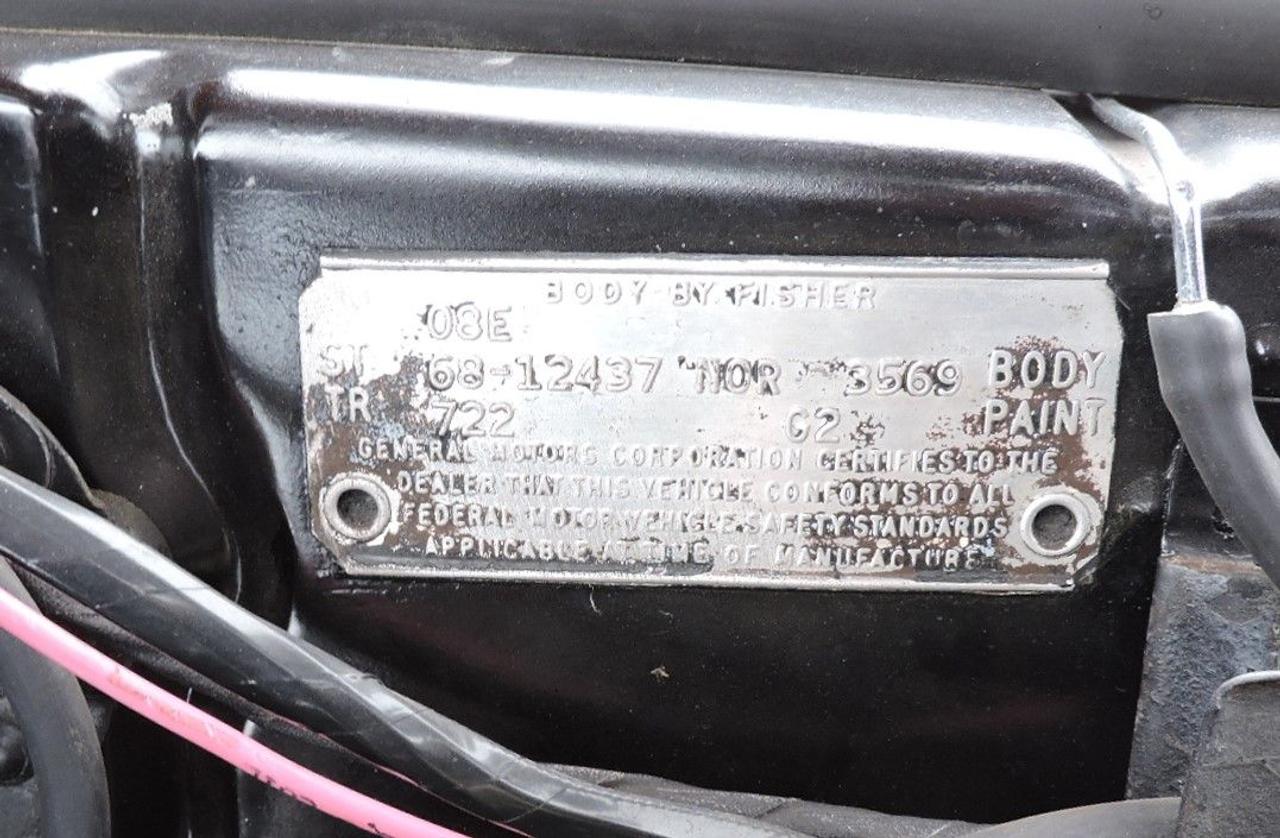 BODY BY FISHER
08E
ST 68-12437 NOR 3569 BODY
TR 722 G2 PAINT
GENERAL MOTORS CORPORATION CERTIFIES TO THE
DEALER THAT THIS VEHICLE CONFORMS TO ALL
FEDERAL MOTOR VEHICLE SAFETY STANDARDS
APPLICABLE AT TIME OF MANUFACTURE